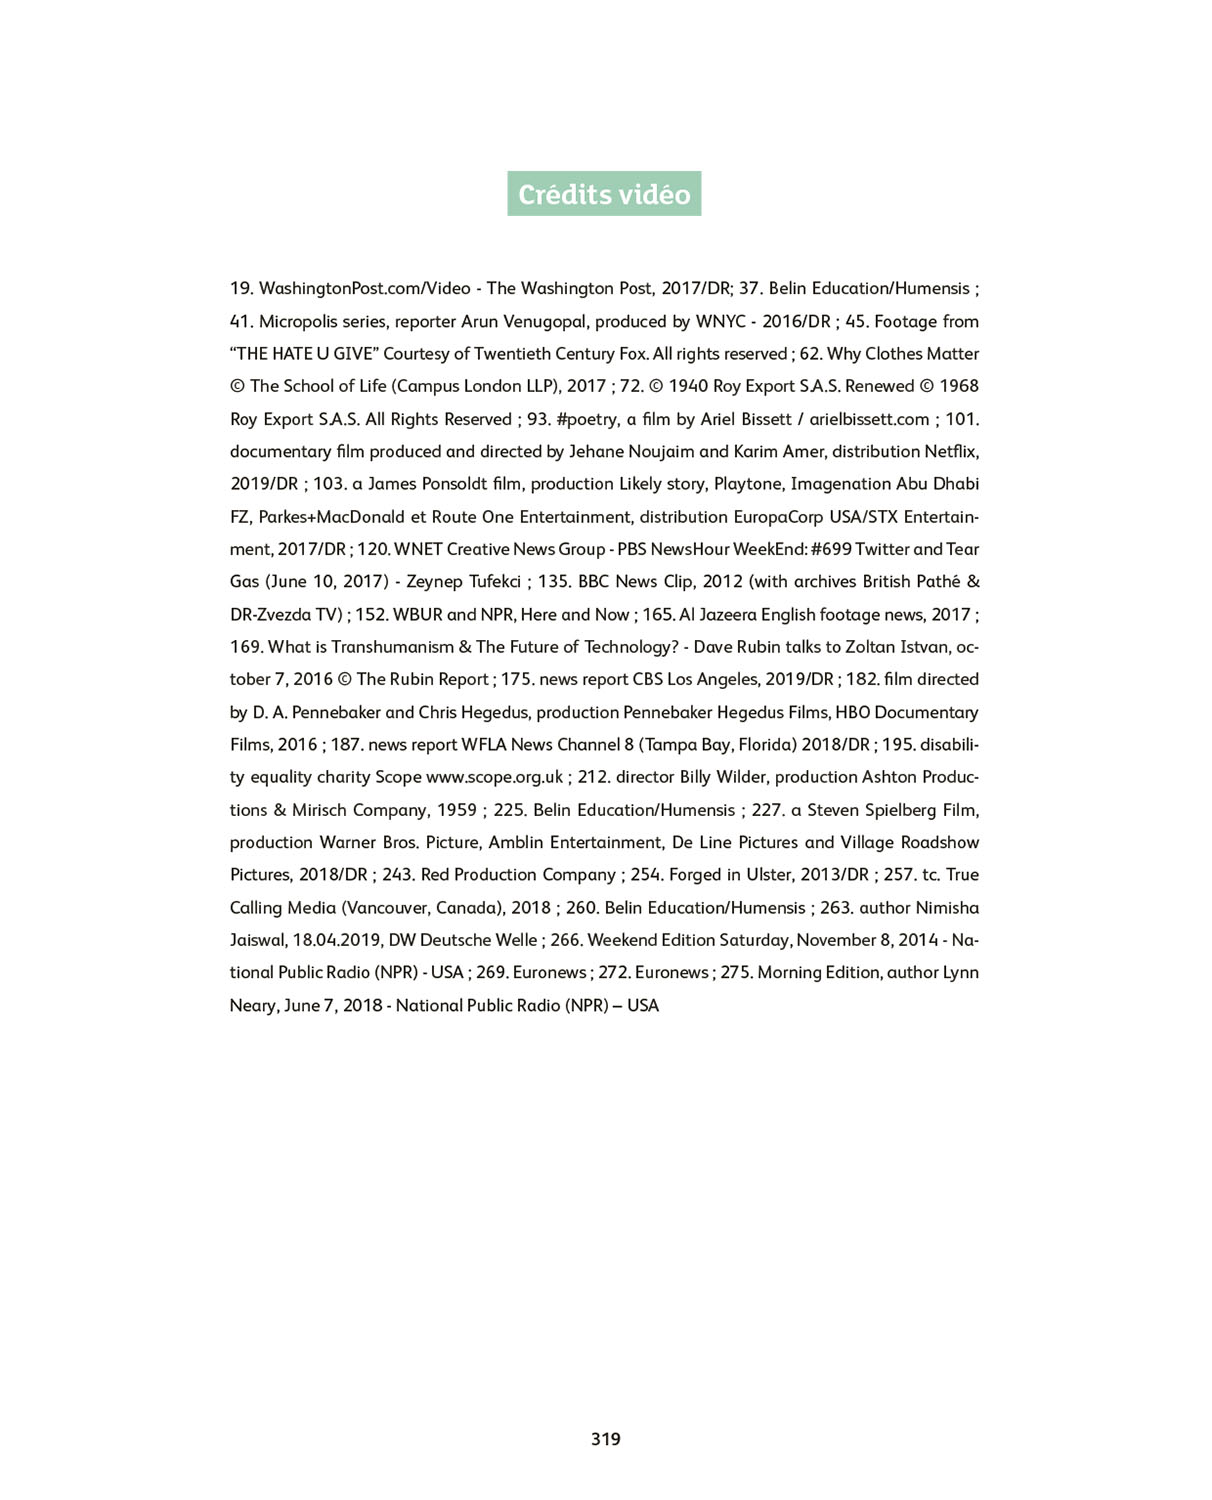 Crédits vidéo
19. WashingtonPost.com/Video - The Washington Post, 2017/DR; 37. Belin Education/Humensis ;
41. Micropolis series, reporter Arun Venugopal, produced by WNYC - 2016/DR ; 45. Footage from
“THE HATE U GIVE” Courtesy of Twentieth Century Fox. All rights reserved ; 62. Why Clothes Matter
© The School of Life (Campus London LLP), 2017 ; 72. © 1940 Roy Export S.A.S. Renewed © 1968
Roy Export S.A.S. All Rights Reserved ; 93. #poetry, a film by Ariel Bissett / arielbissett.com ; 101.
documentary film produced and directed by Jehane Noujaim and Karim Amer, distribution Netflix,
2019/DR ; 103. a James Ponsoldt film, production Likely story, Playtone, Imagenation Abu Dhabi
FZ, Parkes+MacDonald et Route One Entertainment, distribution EuropaCorp USA/STX Entertain-
ment, 2017/DR ; 120. WNET Creative News Group - PBS NewsHour WeekEnd: #699 Twitter and Tear
Gas (June 10, 2017) - Zeynep Tufekci ; 135. BBC News Clip, 2012 (with archives British Pathé &
DR-Zvezda TV) ; 152. WBUR and NPR, Here and Now ; 165. Al Jazeera English footage news, 2017 ;
169. What is Transhumanism & The Future of Technology? - Dave Rubin talks to Zoltan Istvan, oc-
tober 7, 2016 © The Rubin Report ; 175. news report CBS Los Angeles, 2019/DR ; 182. film directed
by D. A. Pennebaker and Chris Hegedus, production Pennebaker Hegedus Films, HBO Documentary
Films, 2016 ; 187. news report WFLA News Channel 8 (Tampa Bay, Florida) 2018/DR ; 195. disabili-
ty equality charity Scope www.scope.org.uk ; 212. director Billy Wilder, production Ashton Produc-
tions & Mirisch Company, 1959 ; 225. Belin Education/Humensis ; 227. a Steven Spielberg Film,
production Warner Bros. Picture, Amblin Entertainment, De Line Pictures and Village Roadshow
Pictures, 2018/DR ; 243. Red Production Company ; 254. Forged in Ulster, 2013/DR ; 257. tc. True
Calling Media (Vancouver, Canada), 2018 ; 260. Belin Education/Humensis ; 263. author Nimisha
Jaiswal, 18.04.2019, DW Deutsche Welle ; 266. Weekend Edition Saturday, November 8, 2014 - Na-
tional Public Radio (NPR) - USA ; 269. Euronews ; 272. Euronews ; 275. Morning Edition, author Lynn
Neary, June 7, 2018 - National Public Radio (NPR) – USA
319